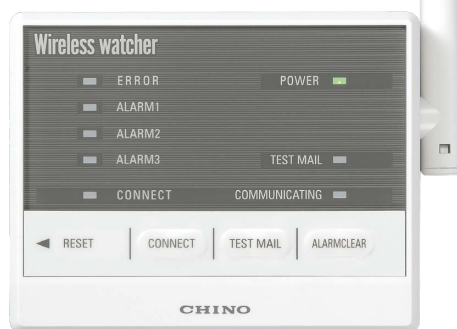 Wireless watcher
ERROR POWER
ALARM1
ALARM2
ALARM3 TEST MAIL
CONNECT COMMUNICATING
RESET CONNECT TEST MAIL ALARMCLEAR
CHINO